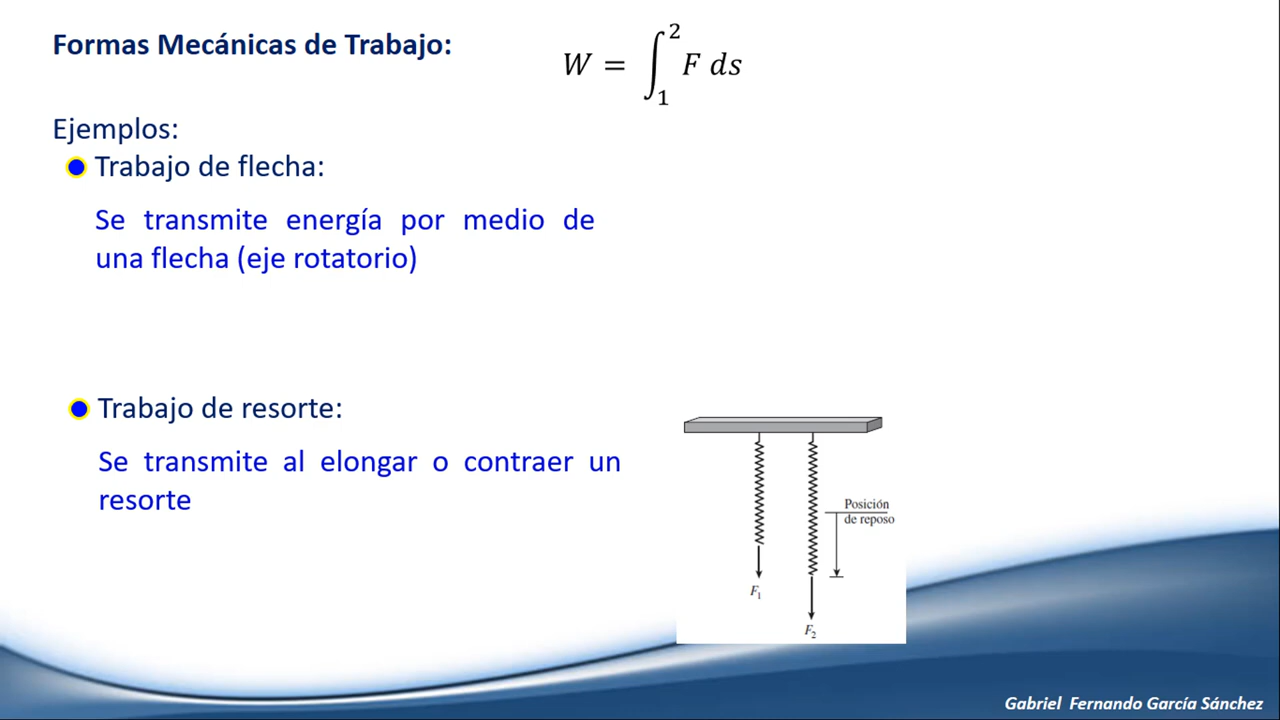 Formas Mecánicas de Trabajo:
W = ∫₁² F ds
Ejemplos:
Trabajo de flecha:
Se transmite energía por medio de
una flecha (eje rotatorio)
Trabajo de resorte:
Se transmite al elongar o contraer un
resorte
Posición
de reposo
F₁
F₂
Gabriel Fernando García Sánchez